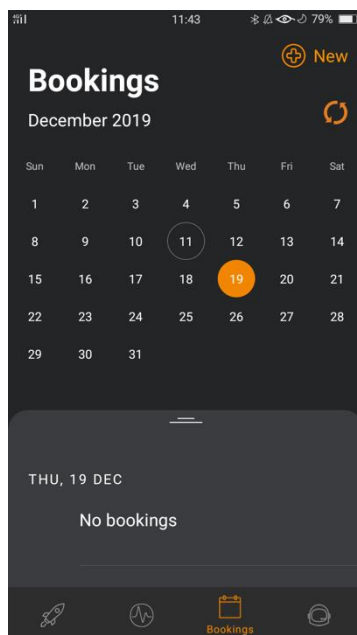 11:43
79%
New
Bookings
December 2019
Sun Mon Tue Wed Thu Fri Sat
1 2 3 4 5 6 7
8 9 10 11 12 13 14
15 16 17 18 19 20 21
22 23 24 25 26 27 28
29 30 31
THU, 19 DEC
No bookings
Bookings